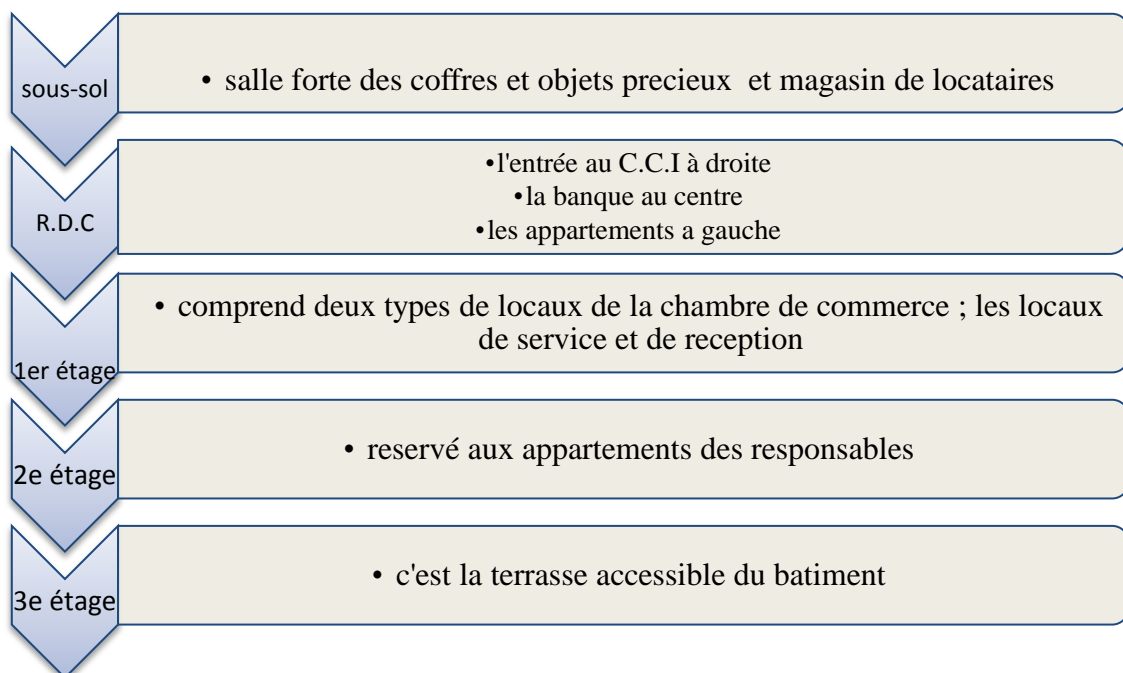 sous-sol
• salle forte des coffres et objets precieux et magasin de locataires
R.D.C
•l'entrée au C.C.I à droite
•la banque au centre
•les appartements a gauche
1er étage
• comprend deux types de locaux de la chambre de commerce ; les locaux
de service et de reception
2e étage
• reservé aux appartements des responsables
3e étage
• c'est la terrasse accessible du batiment